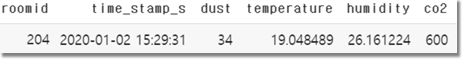 roomid time_stamp_s dust temperature humidity co2
204 2020-01-02 15:29:31 34 19.048489 26.161224 600